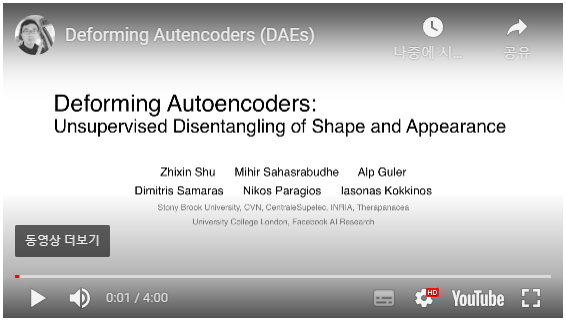 Deforming Autencoders (DAEs)
나중에 시... 공유
Deforming Autoencoders:
Unsupervised Disentangling of Shape and Appearance
Zhixin Shu Mihir Sahasrabudhe Alp Guler
Dimitris Samaras Nikos Paragios Iasonas Kokkinos
Stony Brook University, CVN, CentraleSupelec, INRIA, Therapanacea
University College London, Facebook AI Research
동영상 더보기
0:01 / 4:00 HD YouTube